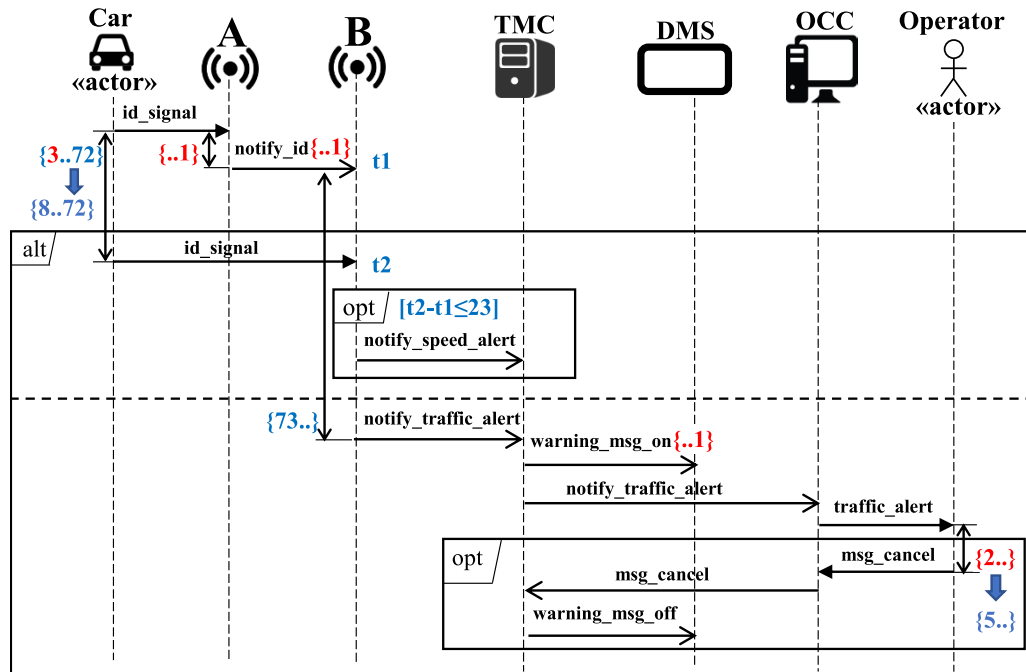 Car
A
B
TMC
DMS
OCC
Operator
«actor»
«actor»
id_signal
{3..72}
{..1}
notify_id{..1}
t1
{8..72}
alt
id_signal
t2
opt [t2-t1≤23]
notify_speed_alert
{73..}
notify_traffic_alert
warning_msg_on{..1}
notify_traffic_alert
traffic_alert
opt
msg_cancel
{2..}
msg_cancel
warning_msg_off
{5..}